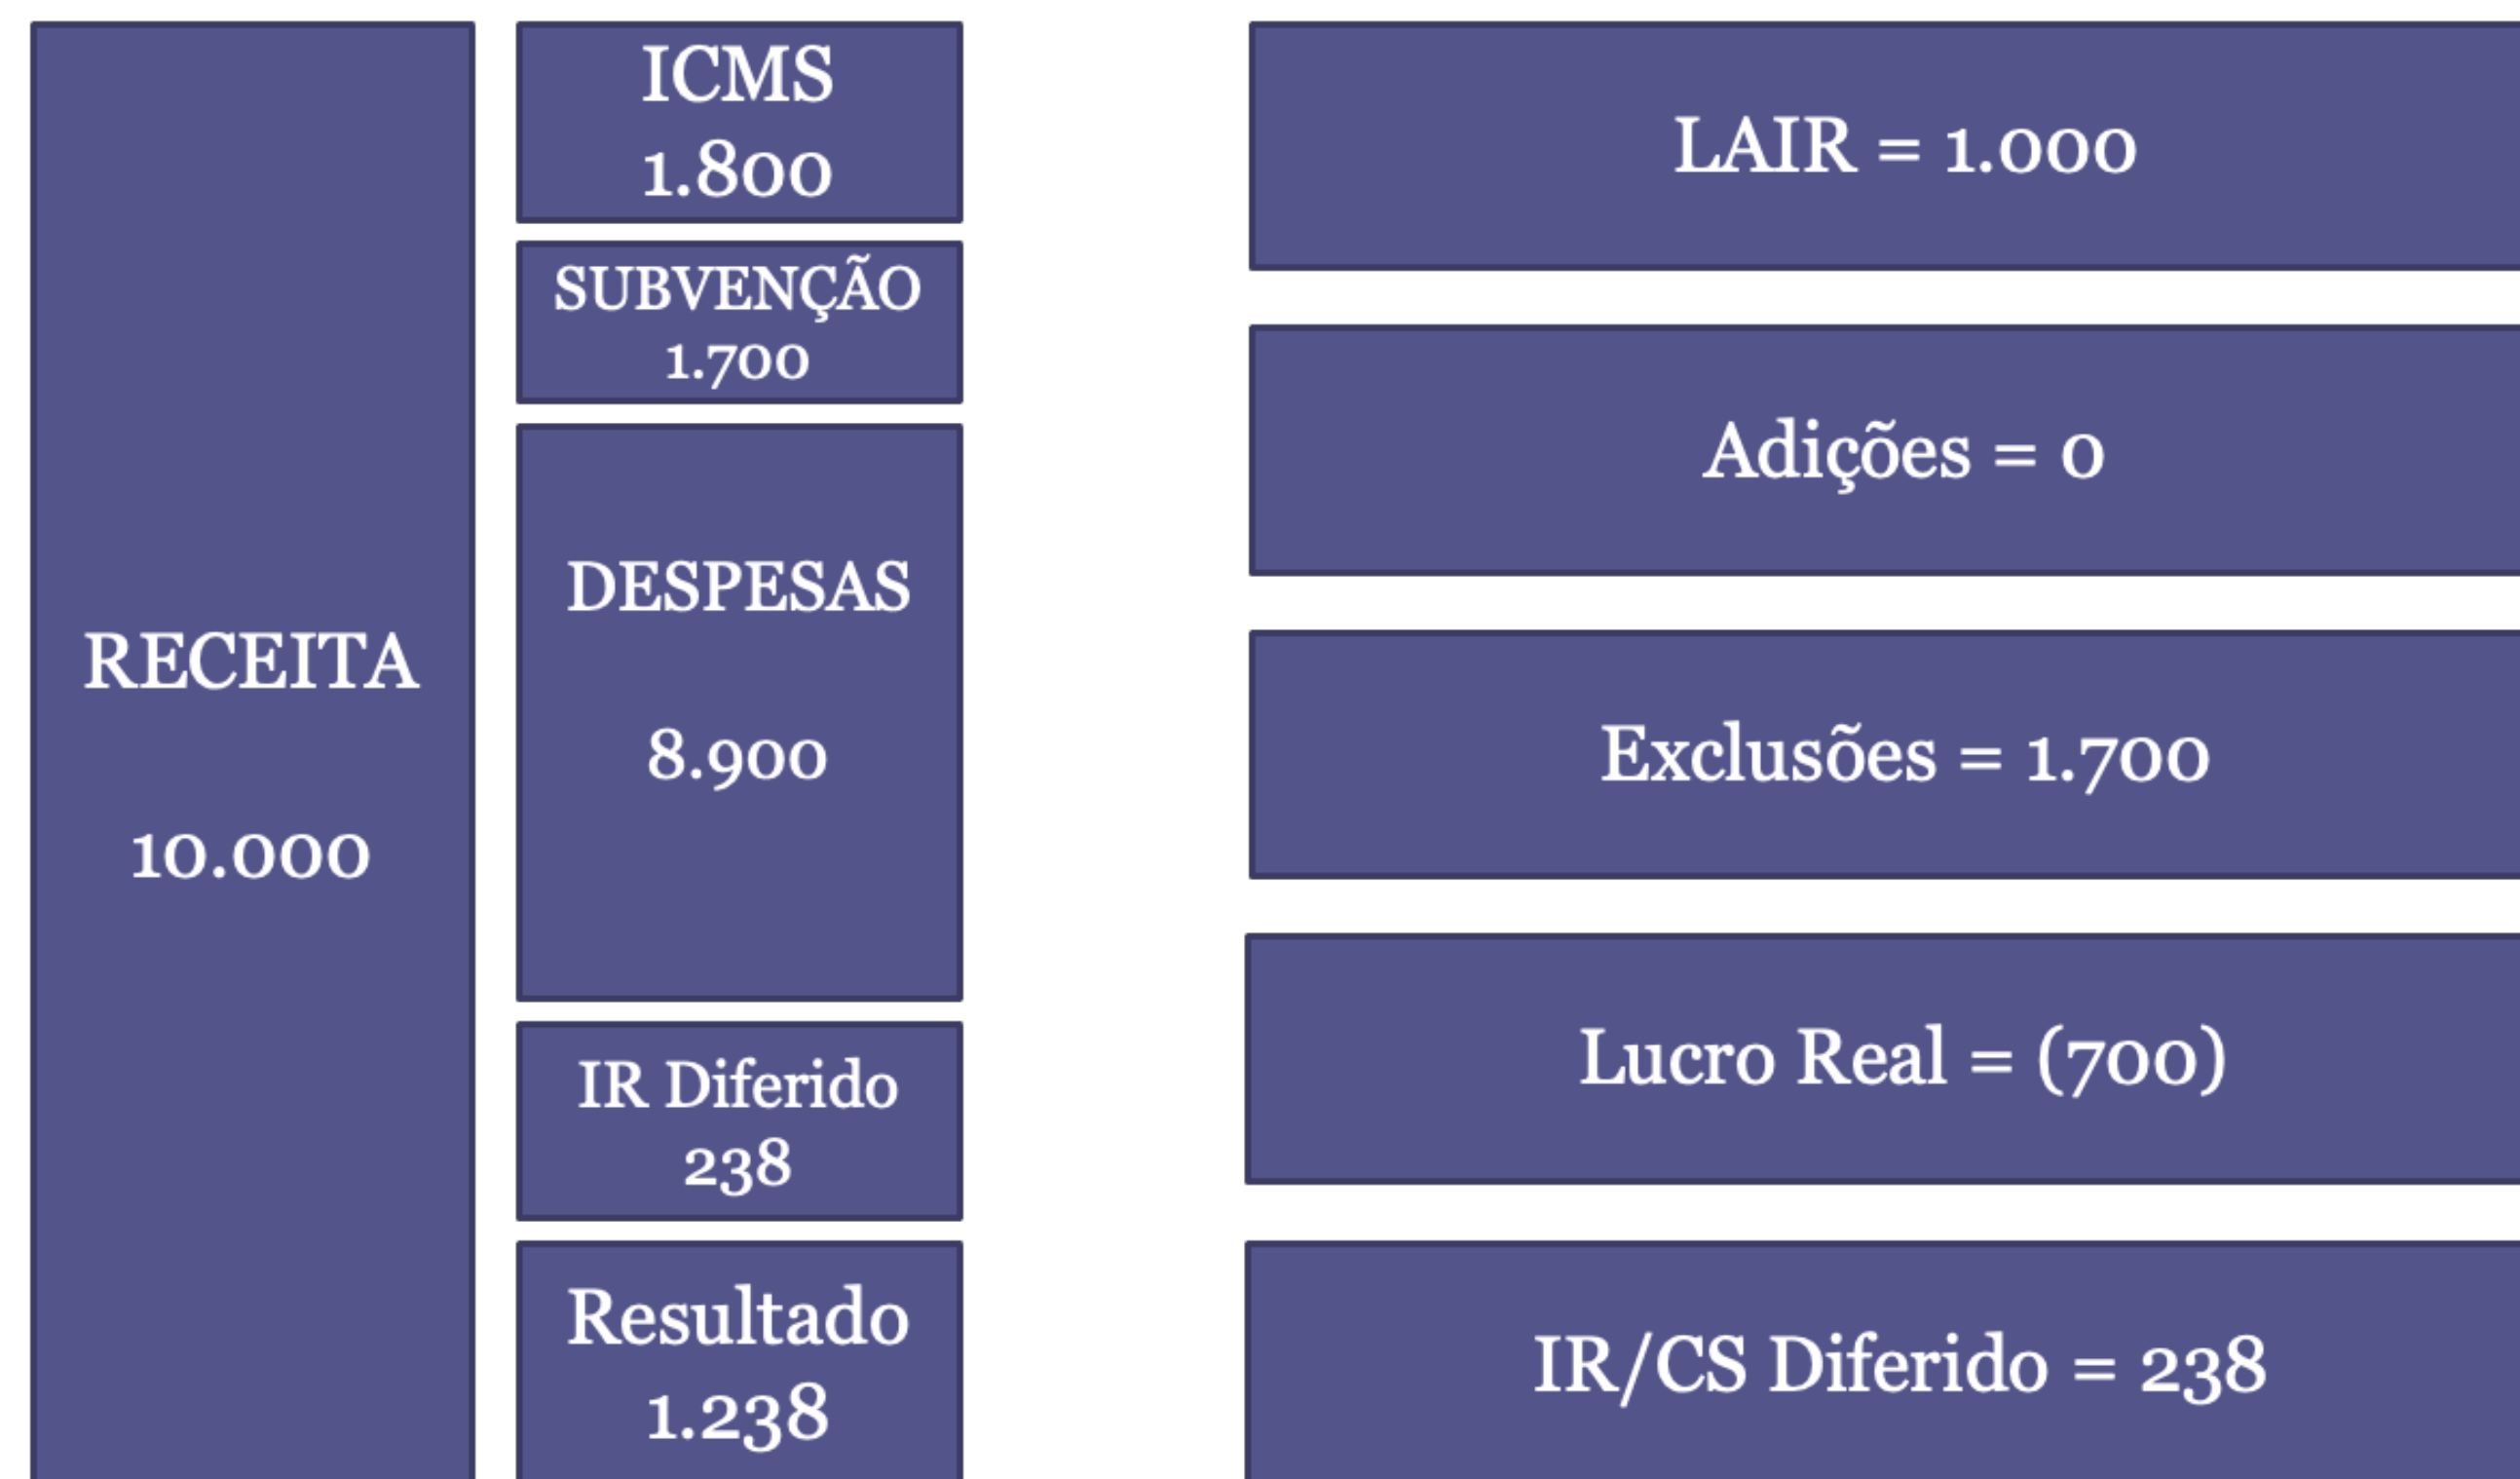 RECEITA
10.000
ICMS
1.800
SUBVENÇÃO
1.700
DESPESAS
8.900
IR Diferido
238
Resultado
1.238
LAIR = 1.000
Adições = 0
Exclusões = 1.700
Lucro Real = (700)
IR/CS Diferido = 238